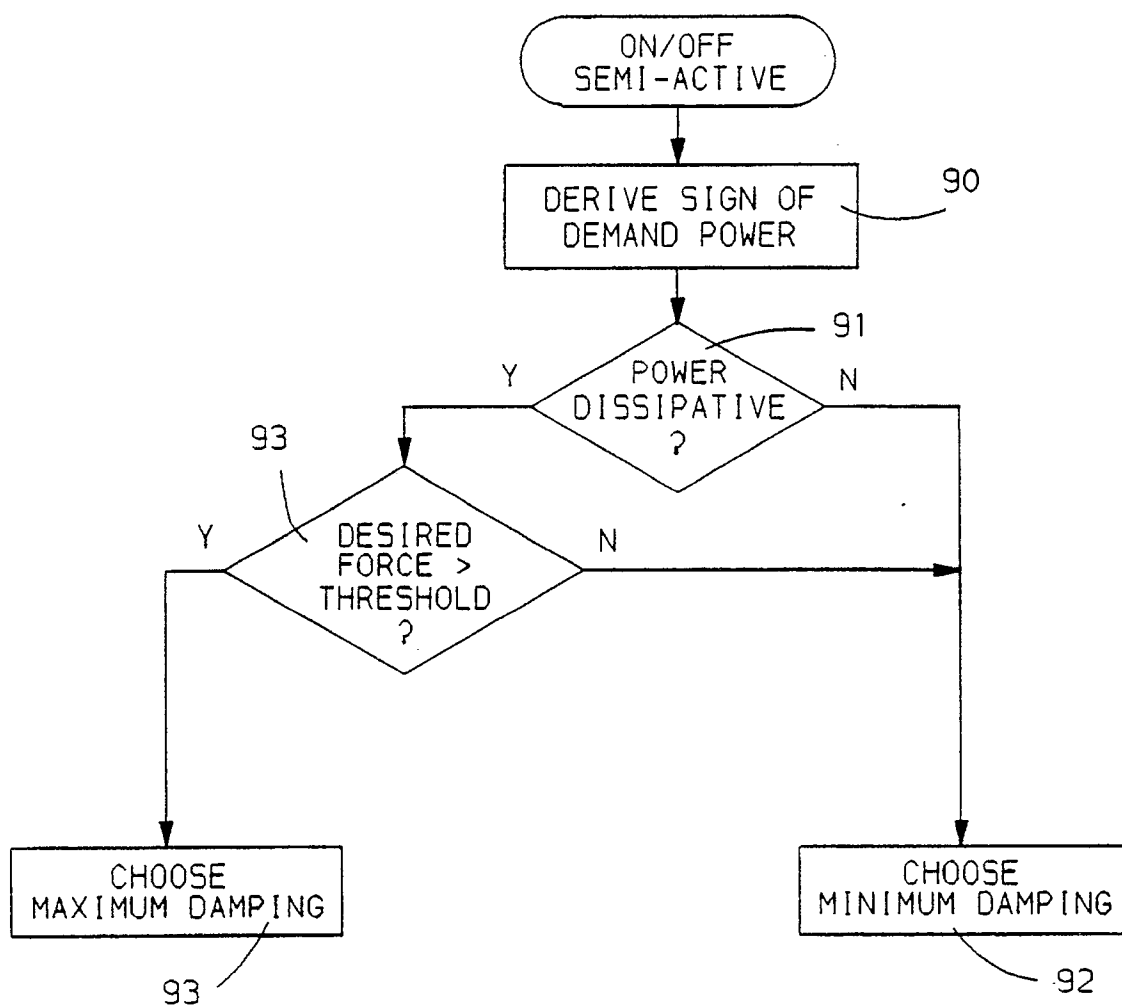 ON/OFF
SEMI-ACTIVE
DERIVE SIGN OF
DEMAND POWER
90
POWER
DISSIPATIVE
?
91
Y
N
93
DESIRED
FORCE >
THRESHOLD
?
Y
N
CHOOSE
MAXIMUM DAMPING
93
CHOOSE
MINIMUM DAMPING
92